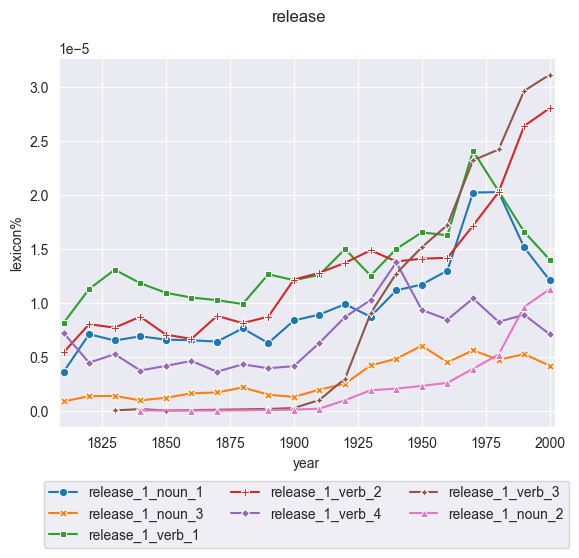 release
1e−5
3.0
2.5
2.0
1.5
1.0
0.5
0.0
lexicon%
1825 1850 1875 1900 1925 1950 1975 2000
year
release_1_noun_1 release_1_verb_2 release_1_verb_3
release_1_noun_3 release_1_verb_4 release_1_noun_2
release_1_verb_1